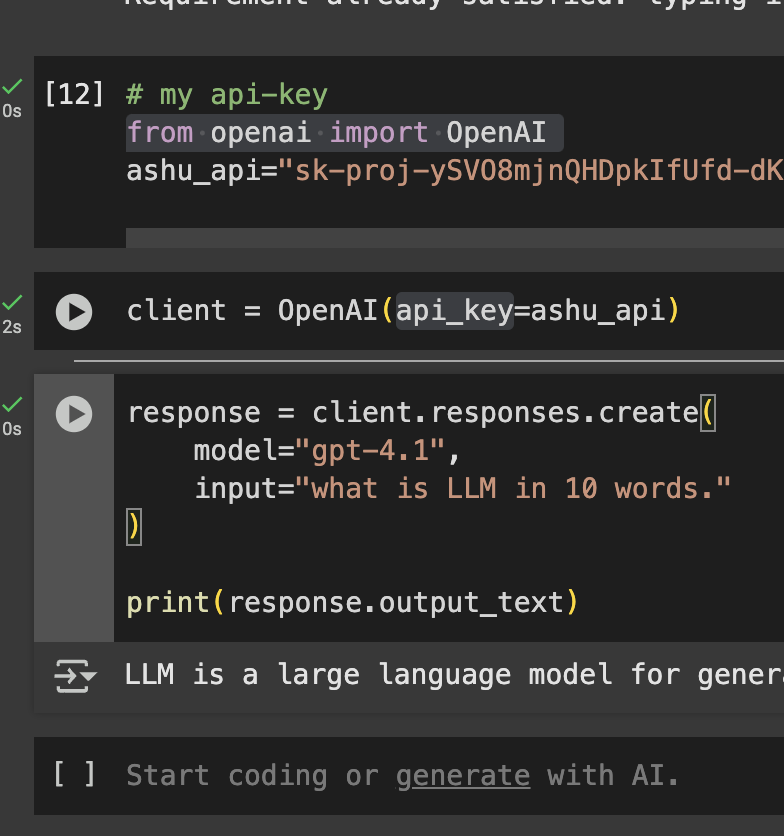 Requirement already satisfied: typing
0s
[12] # my api-key
from openai import OpenAI
ashu_api="sk-proj-ySVO8mjnQHDpkIfUfd-dK
2s
client = OpenAI(api_key=ashu_api)
0s
response = client.responses.create(
model="gpt-4.1",
input="what is LLM in 10 words."
)
print(response.output_text)
LLM is a large language model for gener
[ ] Start coding or generate with AI.